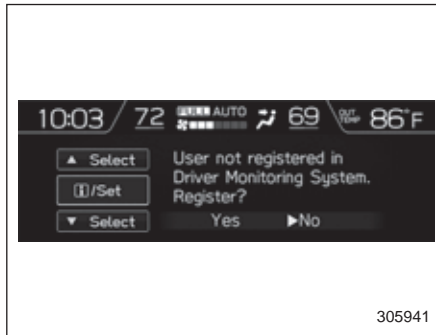 10:03 72 FULL AUTO 69 OUT TEMP 86°F
▲ Select
i/Set
▼ Select
User not registered in
Driver Monitoring System.
Register?
Yes ▶No
305941